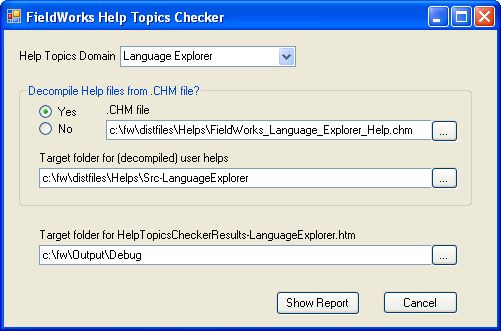 FieldWorks Help Topics Checker
Help Topics Domain Language Explorer
Decompile Help files from .CHM file?
Yes
.CHM file
No
c:\fw\distfiles\Helps\FieldWorks_Language_Explorer_Help.chm ...
Target folder for (decompiled) user helps
c:\fw\distfiles\Helps\Src-LanguageExplorer ...
Target folder for HelpTopicsCheckerResults-LanguageExplorer.htm
c:\fw\Output\Debug ...
Show Report Cancel